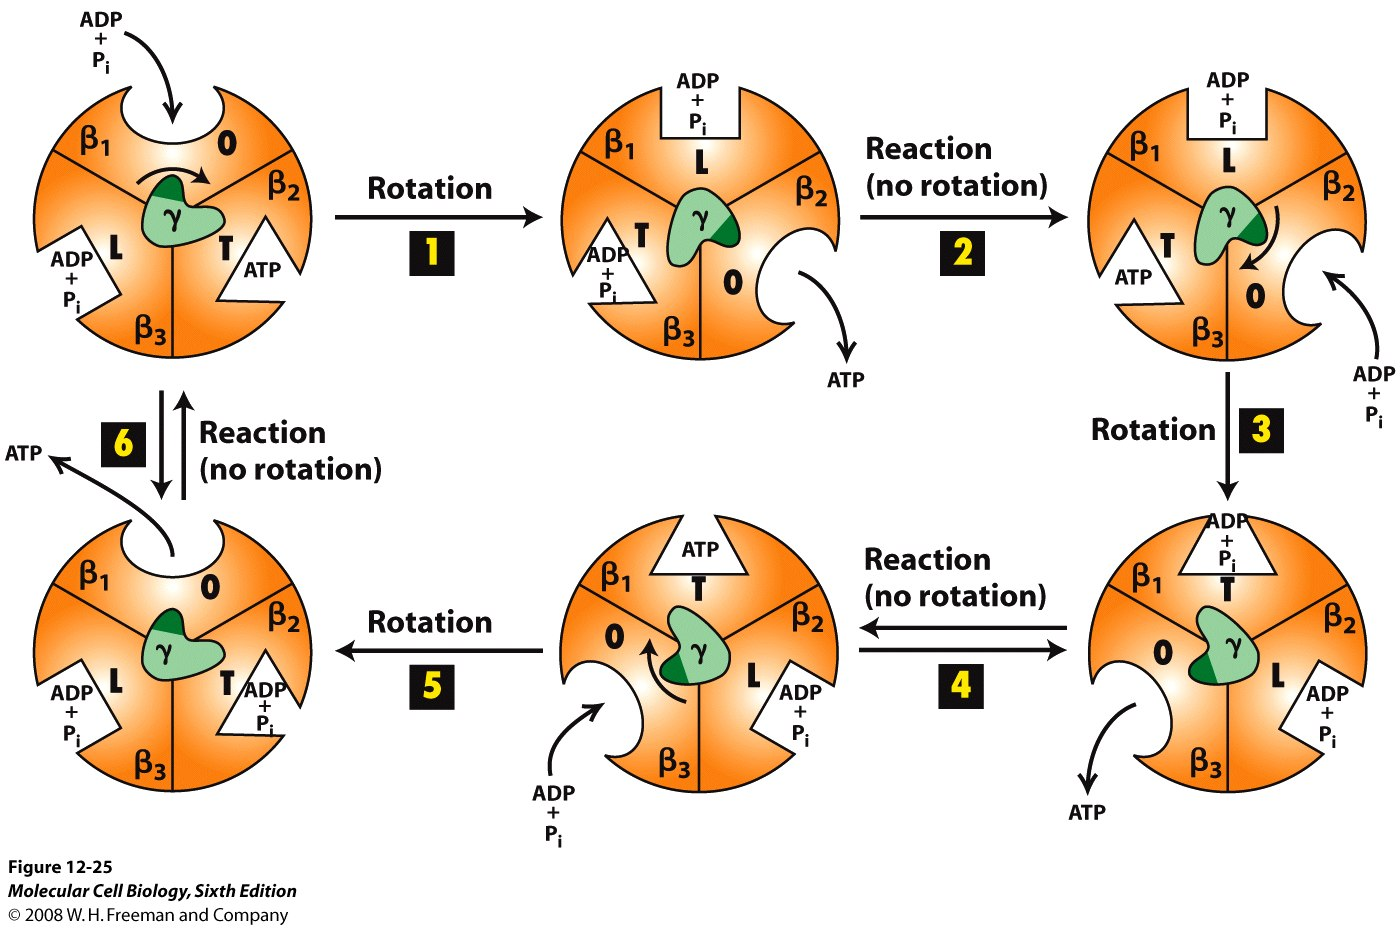 ADP
+
Pi
β1
O
β2
γ
L
T
ADP
+
Pi
ATP
β3
Rotation
1
ADP
+
Pi
β1
L
β2
γ
T
ADP
+
Pi
O
β3
ATP
Reaction
(no rotation)
2
ADP
+
Pi
β1
L
β2
γ
T
ATP
O
β3
ADP
+
Pi
Rotation
3
ADP
+
Pi
T
β1
β2
O
γ
L
ADP
+
Pi
β3
ATP
Reaction
(no rotation)
4
ATP
T
β1
β2
O
γ
L
ADP
+
Pi
β3
ADP
+
Pi
Rotation
5
β1
O
β2
γ
L
T
ADP
+
Pi
ADP
+
Pi
β3
ATP
6
Reaction
(no rotation)
Figure 12-25
Molecular Cell Biology, Sixth Edition
© 2008 W. H. Freeman and Company